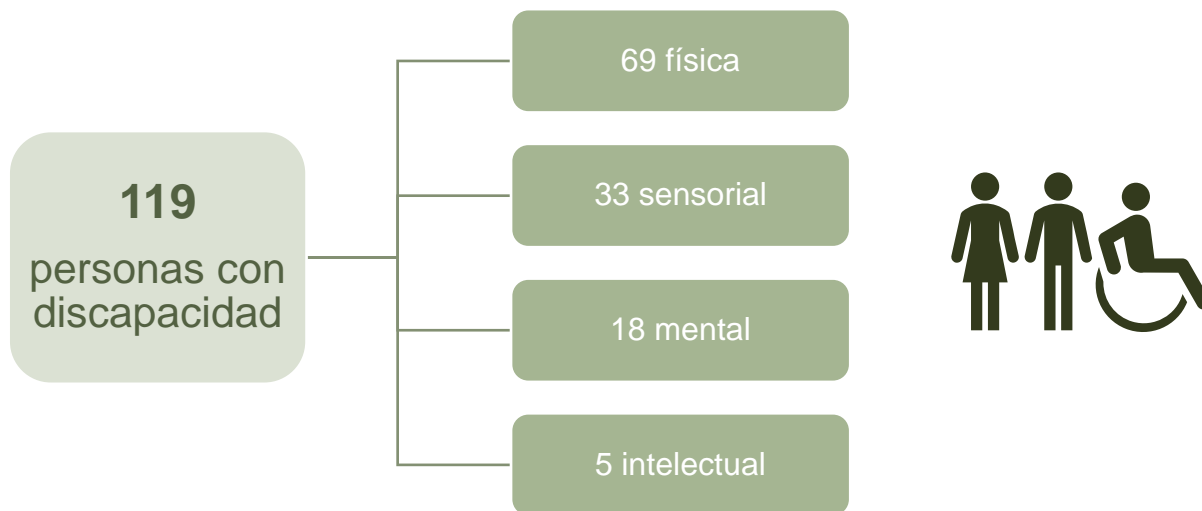 119
personas con
discapacidad
69 física
33 sensorial
18 mental
5 intelectual